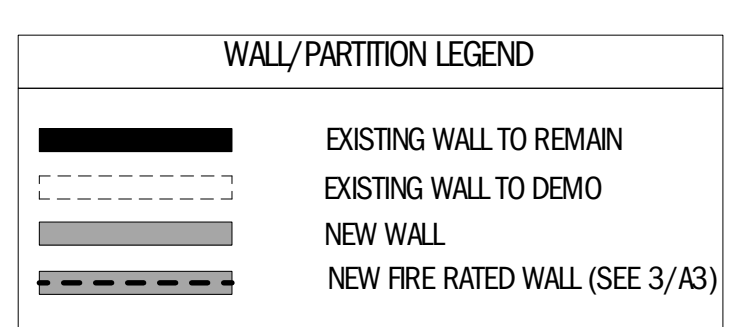 WALL/PARTITION LEGEND
EXISTING WALL TO REMAIN
EXISTING WALL TO DEMO
NEW WALL
NEW FIRE RATED WALL (SEE 3/A3)